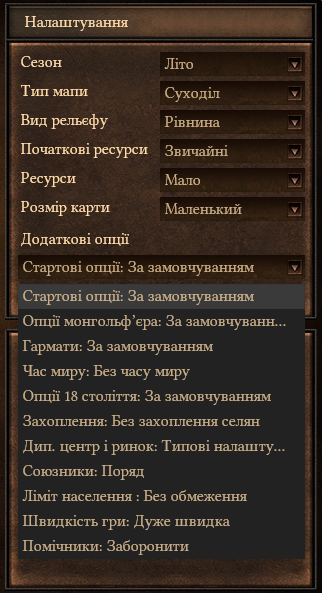 Налаштування
Сезон Літо
Тип мапи Суходіл
Вид рельєфу Рівнина
Початкові ресурси Звичайні
Ресурси Мало
Розмір карти Маленький
Додаткові опції
Стартові опції: За замовчуванням
Стартові опції: За замовчуванням
Опції монгольф’єра: За замовчуванн...
Гармати: За замовчуванням
Час миру: Без часу миру
Опції 18 століття: За замовчуванням
Захоплення: Без захоплення селян
Дип. центр і ринок: Типові налашту...
Союзники: Поряд
Ліміт населення : Без обмеження
Швидкість гри: Дуже швидка
Помічники: Заборонити